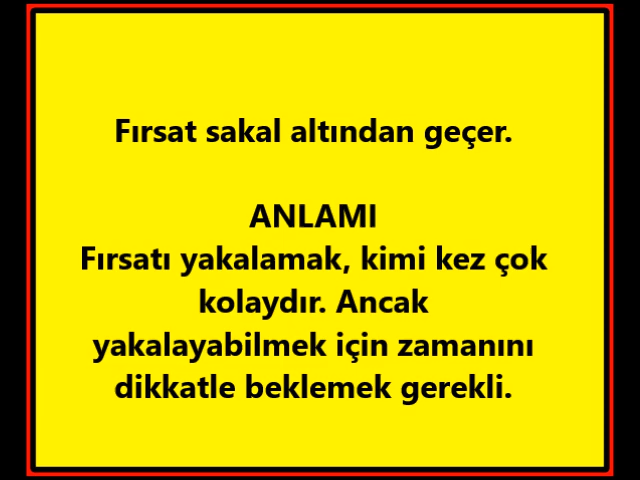 Fırsat sakal altından geçer.
ANLAMI
Fırsatı yakalamak, kimi kez çok
kolaydır. Ancak
yakalayabilmek için zamanını
dikkatle beklemek gerekli.